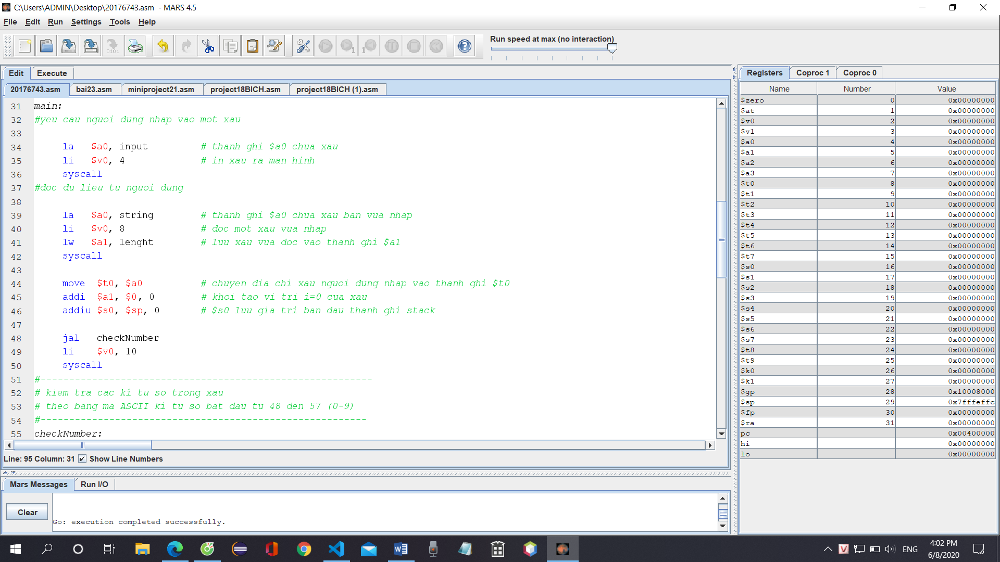 C:\Users\ADMIN\Desktop\20176743.asm - MARS 4.5
File Edit Run Settings Tools Help
Run speed at max (no interaction)
Edit Execute
20176743.asm bai23.asm miniproject21.asm project18BICH.asm project18BICH (1).asm
31 main:
32 #yeu cau nguoi dung nhap vao mot xau
33
34 la $a0, input # thanh ghi $a0 chua xau
35 li $v0, 4 # in xau ra man hinh
36 syscall
37 #doc du lieu tu nguoi dung
38
39 la $a0, string # thanh ghi $a0 chua xau ban vua nhap
40 li $v0, 8 # doc mot xau vua nhap
41 lw $a1, lenght # luu xau vua doc vao thanh ghi $a1
42 syscall
43
44 move $t0, $a0 # chuyen dia chi xau nguoi dung nhap vao thanh ghi $t0
45 addi $a1, $0, 0 # khoi tao vi tri i=0 cua xau
46 addiu $s0, $sp, 0 # $s0 luu gia tri ban dau thanh ghi stack
47
48 jal checkNumber
49 li $v0, 10
50 syscall
51 #----------------------------------------------------------
52 # kiem tra cac kí tu so trong xau
53 # theo bang ma ASCII ki tu so bat dau tu 48 den 57 (0-9)
54 #---------------------------------------------------------
55 checkNumber:
Line: 95 Column: 31 Show Line Numbers
Mars Messages Run I/O
Clear
Go: execution completed successfully.
Registers Coproc 1 Coproc 0
Name Number Value
$zero 0 0x00000000
$at 1 0x00000000
$v0 2 0x00000000
$v1 3 0x00000000
$a0 4 0x00000000
$a1 5 0x00000000
$a2 6 0x00000000
$a3 7 0x00000000
$t0 8 0x00000000
$t1 9 0x00000000
$t2 10 0x00000000
$t3 11 0x00000000
$t4 12 0x00000000
$t5 13 0x00000000
$t6 14 0x00000000
$t7 15 0x00000000
$s0 16 0x00000000
$s1 17 0x00000000
$s2 18 0x00000000
$s3 19 0x00000000
$s4 20 0x00000000
$s5 21 0x00000000
$s6 22 0x00000000
$s7 23 0x00000000
$t8 24 0x00000000
$t9 25 0x00000000
$k0 26 0x00000000
$k1 27 0x00000000
$gp 28 0x10008000
$sp 29 0x7fffeffc
$fp 30 0x00000000
$ra 31 0x00000000
pc 0x00400000
hi 0x00000000
lo 0x00000000
ENG
4:02 PM
6/8/2020